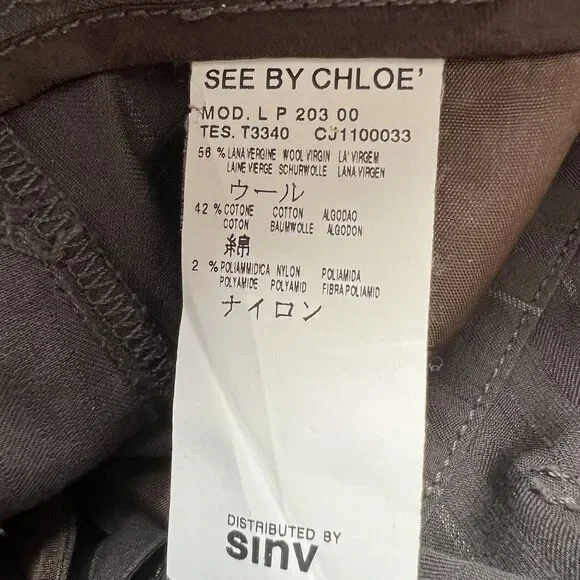 SEE BY CHLOE'
MOD. L P 203 00
TES. T3340 CJ1100033
56 % LANA VERGINE WOOL VIRGIN LA' VIRGEM
LAINE VIERGE SCHURWOLLE LANA VIRGEN
ウール
42 % COTONE COTTON ALGODAO
COTON BAUMWOLLE ALGODON
綿
2 % POLIAMMIDICA NYLON POLIAMIDA
POLYAMIDE POLYAMID FIBRA POLIAMID
ナイロン
DISTRIBUTED BY
sinv